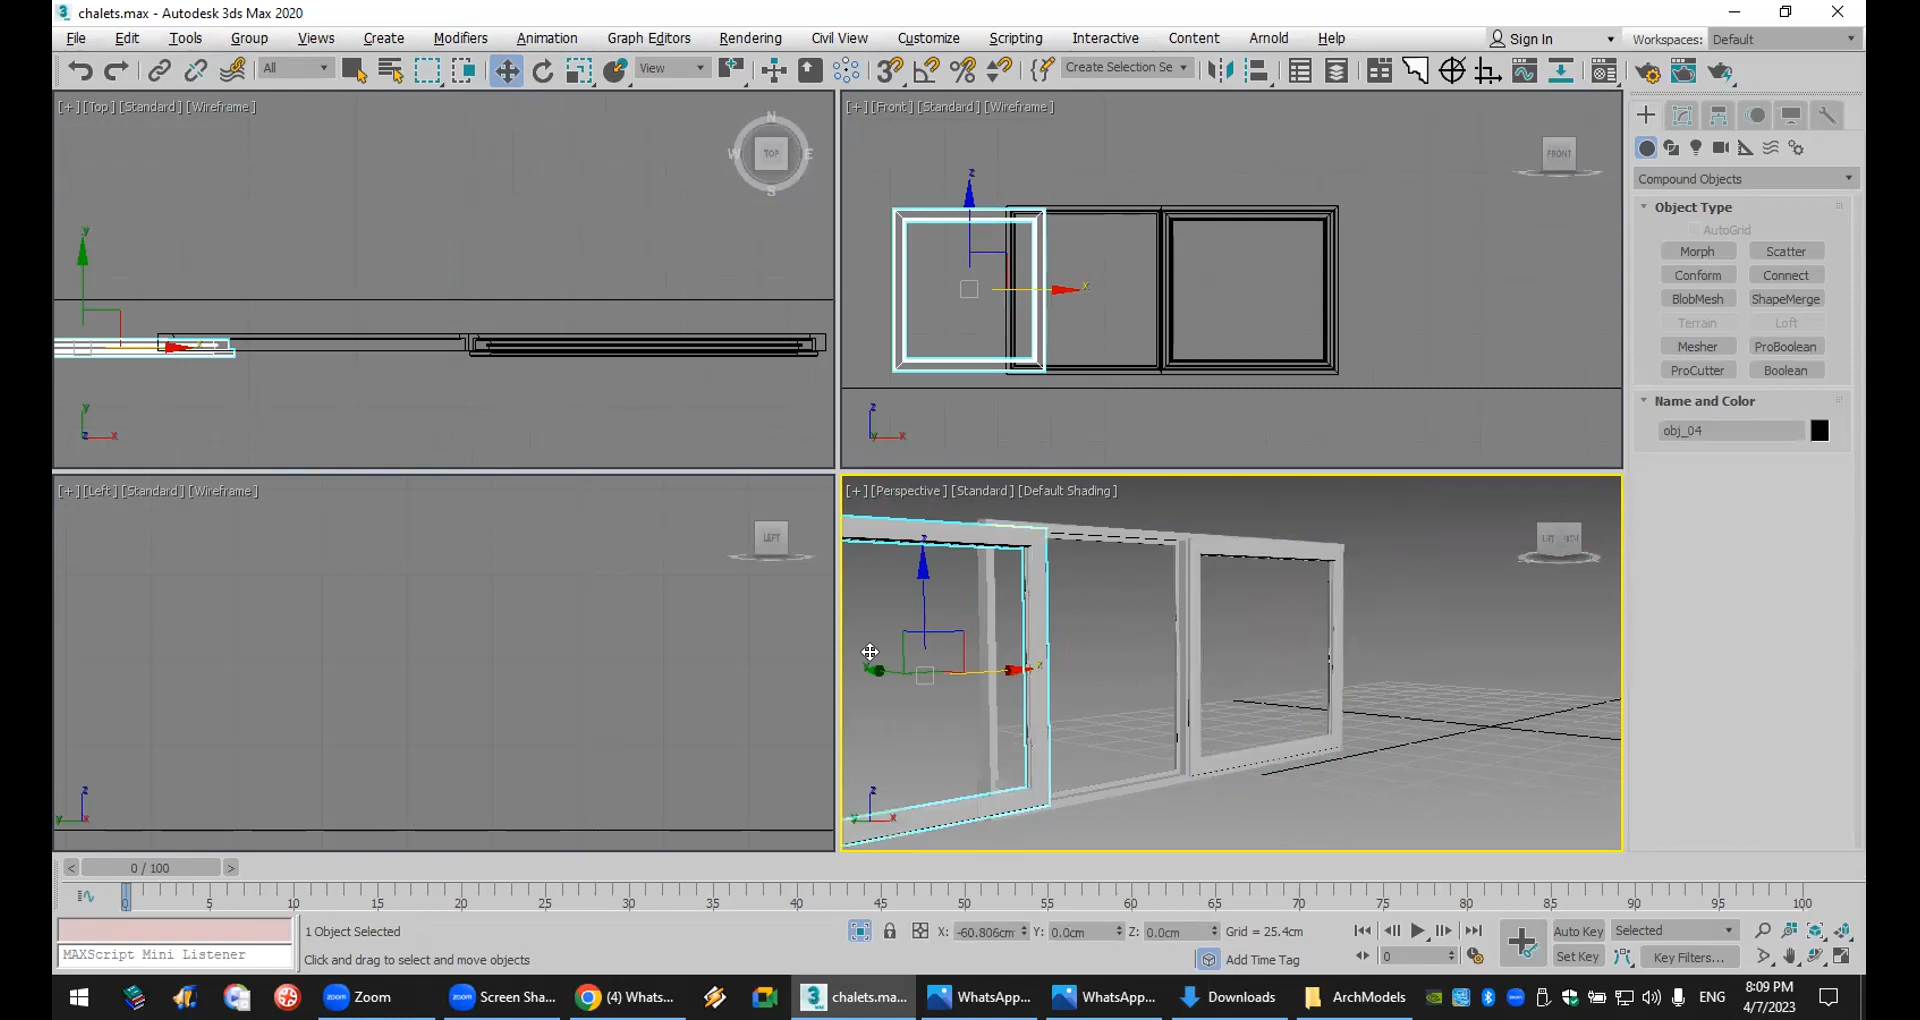 chalets.max - Autodesk 3ds Max 2020
File Edit Tools Group Views Create Modifiers Animation Graph Editors Rendering Civil View Customize Scripting Interactive Content Arnold Help Sign In Workspaces: Default
All View Create Selection Se
[+] [Top] [Standard] [Wireframe]
[+] [Front] [Standard] [Wireframe]
N
W TOP E
S
FRONT
y
z
x
x
y
z x
z
y x
Compound Objects
Object Type
AutoGrid
Morph Scatter
Conform Connect
BlobMesh ShapeMerge
Terrain Loft
Mesher ProBoolean
ProCutter Boolean
Name and Color
obj_04
[+] [Left] [Standard] [Wireframe]
[+] [Perspective] [Standard] [Default Shading]
LEFT
z
x
z
y x
z
y x
< 0 / 100 >
0 5 10 15 20 25 30 35 40 45 50 55 60 65 70 75 80 85 90 95 100
1 Object Selected X: -60.806cm Y: 0.0cm Z: 0.0cm Grid = 25.4cm Auto Key Selected
MAXScript Mini Listener Click and drag to select and move objects Add Time Tag 0 Set Key Key Filters...
Zoom Screen Sha... (4) Whats... chalets.ma... WhatsApp... WhatsApp... Downloads ArchModels ENG 8:09 PM
4/7/2023